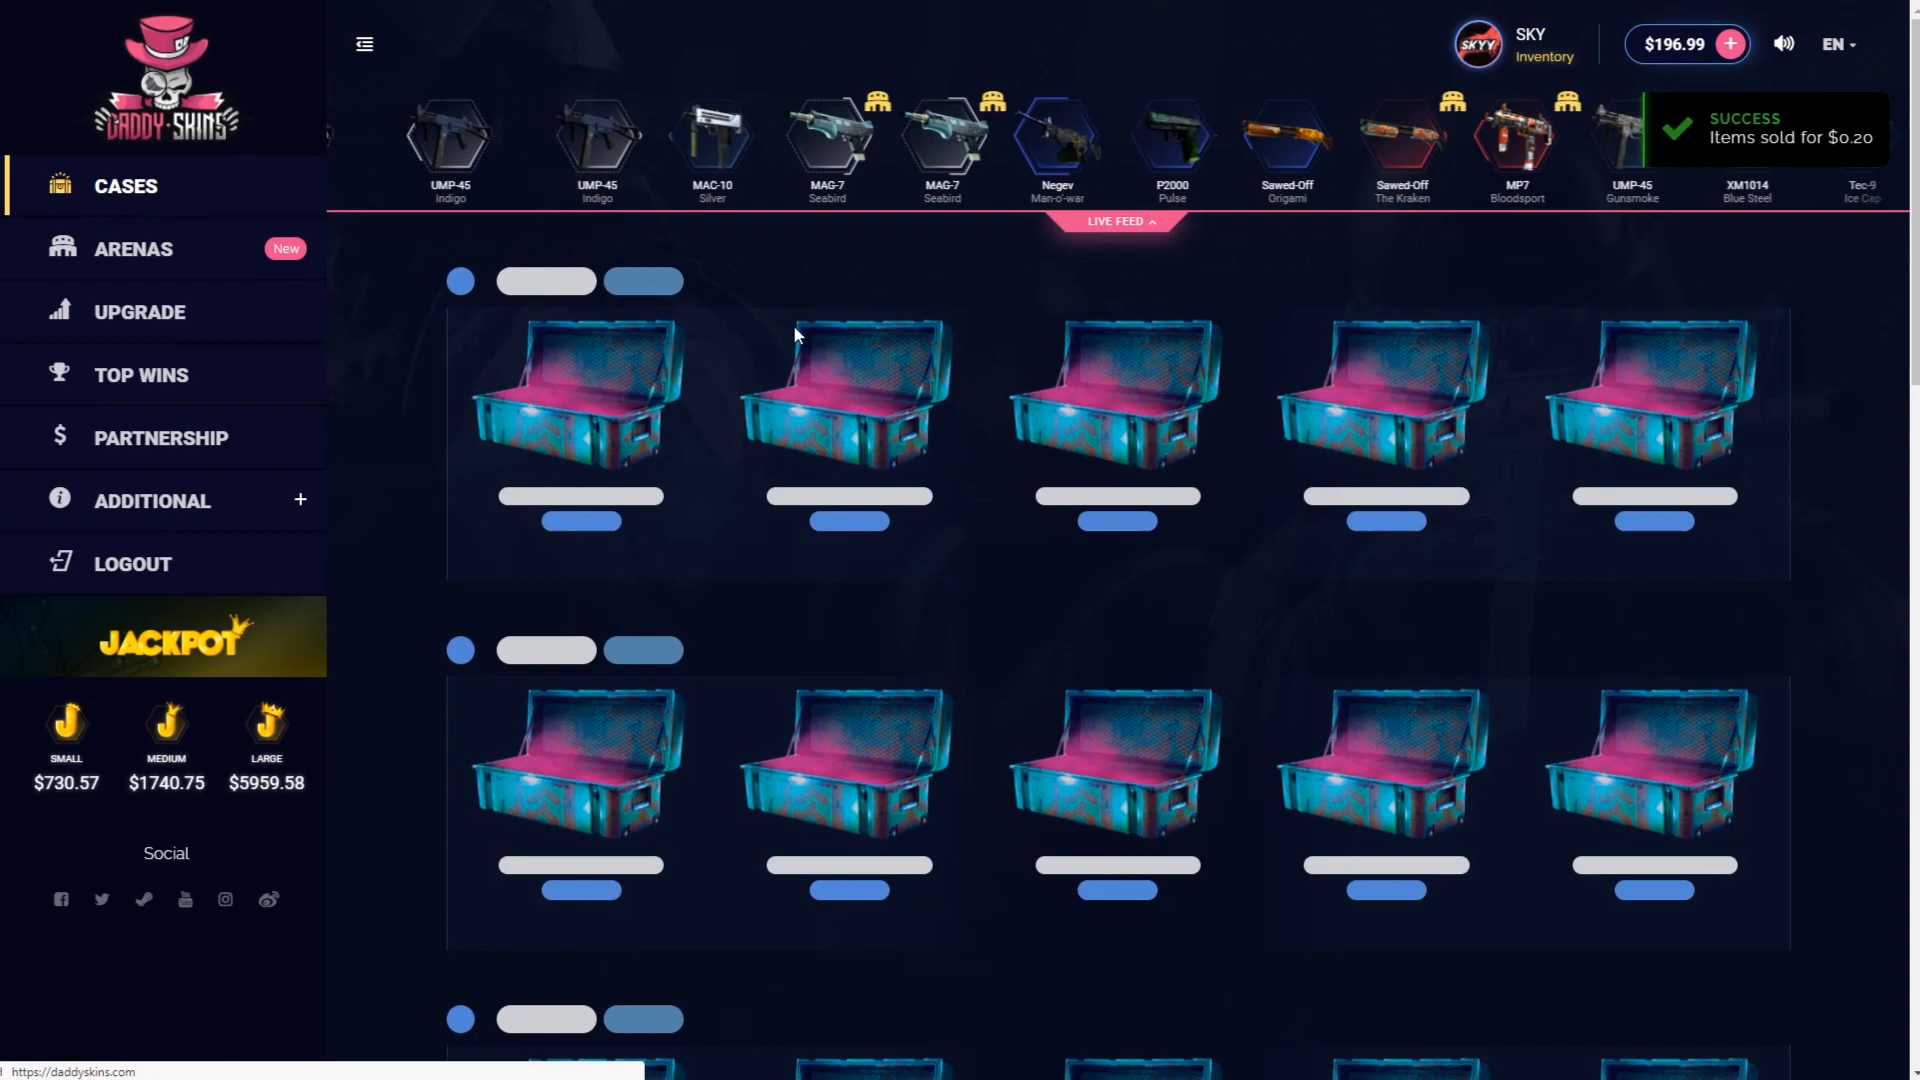 DADDY-SKINS
CASES
ARENAS New
UPGRADE
TOP WINS
PARTNERSHIP
ADDITIONAL +
LOGOUT
JACKPOT
SMALL MEDIUM LARGE
$730.57 $1740.75 $5959.58
Social
SKYY
SKY
Inventory
$196.99 +
EN
SUCCESS
Items sold for $0.20
UMP-45
Indigo
UMP-45
Indigo
MAC-10
Silver
MAG-7
Seabird
MAG-7
Seabird
Negev
Man-o'-war
P2000
Pulse
Sawed-Off
Origami
Sawed-Off
The Kraken
MP7
Bloodsport
UMP-45
Gunsmoke
XM1014
Blue Steel
Tec-9
Ice Cap
LIVE FEED
https://daddyskins.com